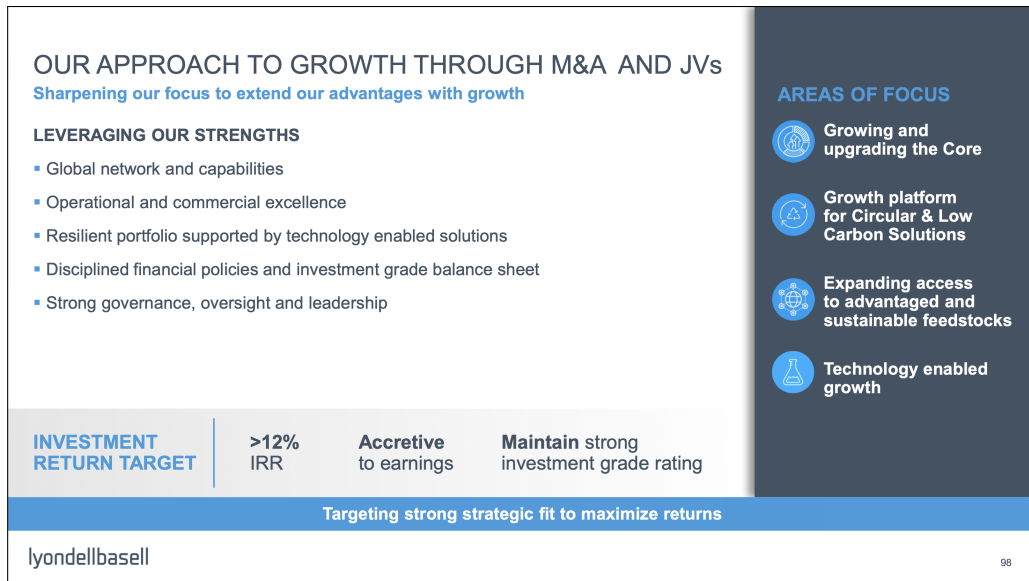 OUR APPROACH TO GROWTH THROUGH M&A AND JVs
Sharpening our focus to extend our advantages with growth
LEVERAGING OUR STRENGTHS
▪ Global network and capabilities
▪ Operational and commercial excellence
▪ Resilient portfolio supported by technology enabled solutions
▪ Disciplined financial policies and investment grade balance sheet
▪ Strong governance, oversight and leadership
AREAS OF FOCUS
Growing and
upgrading the Core
Growth platform
for Circular & Low
Carbon Solutions
Expanding access
to advantaged and
sustainable feedstocks
Technology enabled
growth
INVESTMENT
RETURN TARGET
>12%
IRR
Accretive
to earnings
Maintain strong
investment grade rating
Targeting strong strategic fit to maximize returns
lyondellbasell
98